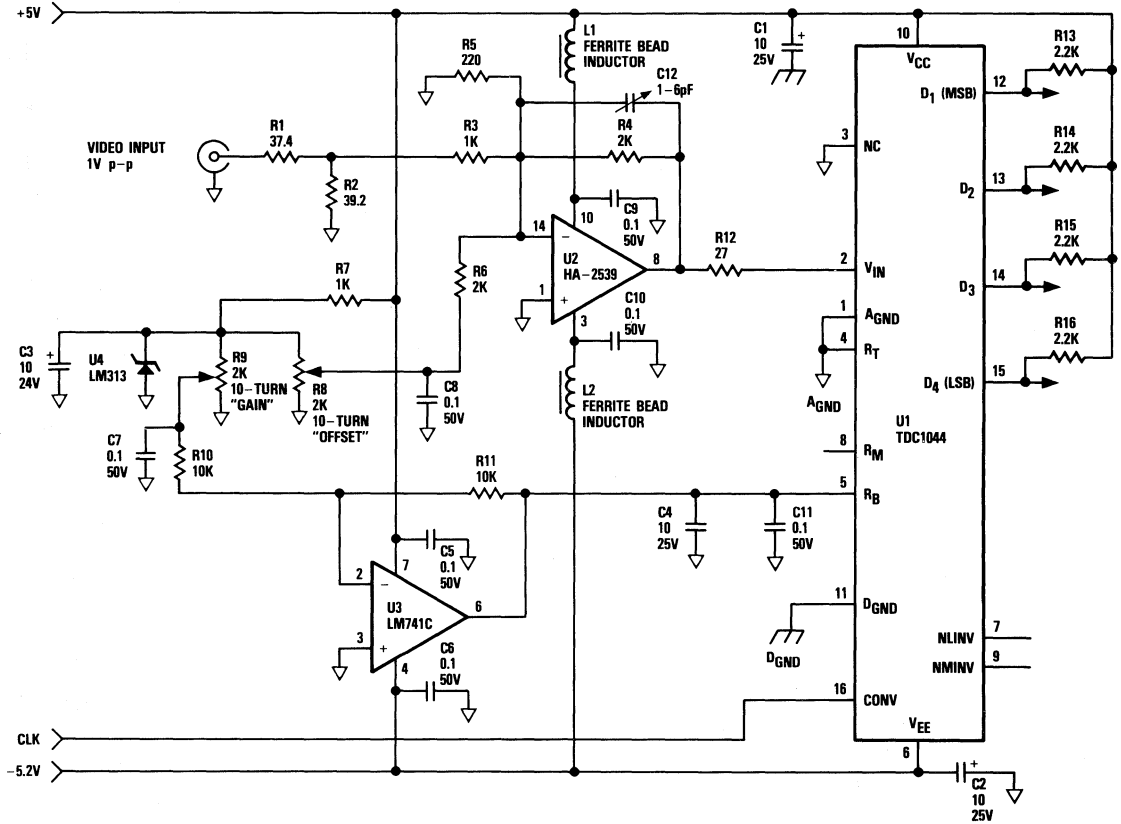 +5V
L1
FERRITE BEAD
INDUCTOR
C1
10
25V
+
10
VCC
R13
2.2K
12
D1 (MSB)
R5
220
C12
1-6pF
R14
2.2K
13
D2
3
NC
VIDEO INPUT
1V p-p
R1
37.4
R2
39.2
R3
1K
R4
2K
R15
2.2K
14
D3
C9
0.1
50V
10
14
−
U2
HA-2539
8
1
+
3
R12
27
2
VIN
1
AGND
4
RT
AGND
R16
2.2K
15
D4 (LSB)
R7
1K
R6
2K
C10
0.1
50V
C3
10
24V
+
U4
LM313
R9
2K
10-TURN
"GAIN"
R8
2K
10-TURN
"OFFSET"
C8
0.1
50V
L2
FERRITE BEAD
INDUCTOR
U1
TDC1044
8
RM
C7
0.1
50V
R10
10K
R11
10K
5
RB
C4
10
25V
C11
0.1
50V
C5
0.1
50V
7
2
−
U3
LM741C
6
3
+
4
C6
0.1
50V
11
DGND
DGND
NLINV
7
NMINV
9
16
CONV
VEE
6
CLK
−5.2V
+
C2
10
25V